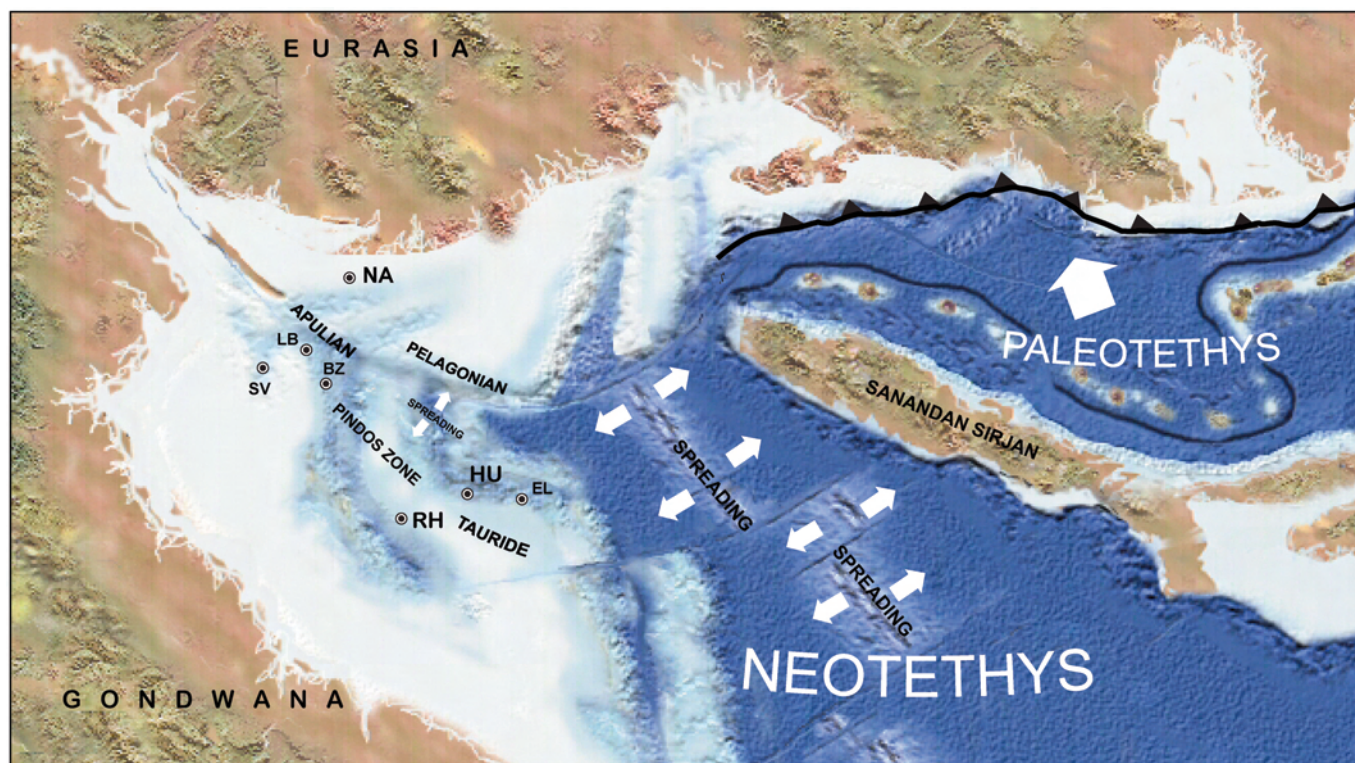 EURASIA
NA
APULIAN
LB
PELAGONIAN
SV
BZ
SPREADING
PINDOS ZONE
HU
EL
RH
TAURIDE
PALEOTETHYS
SANANDAN SIRJAN
SPREADING
SPREADING
NEOTETHYS
GONDWANA